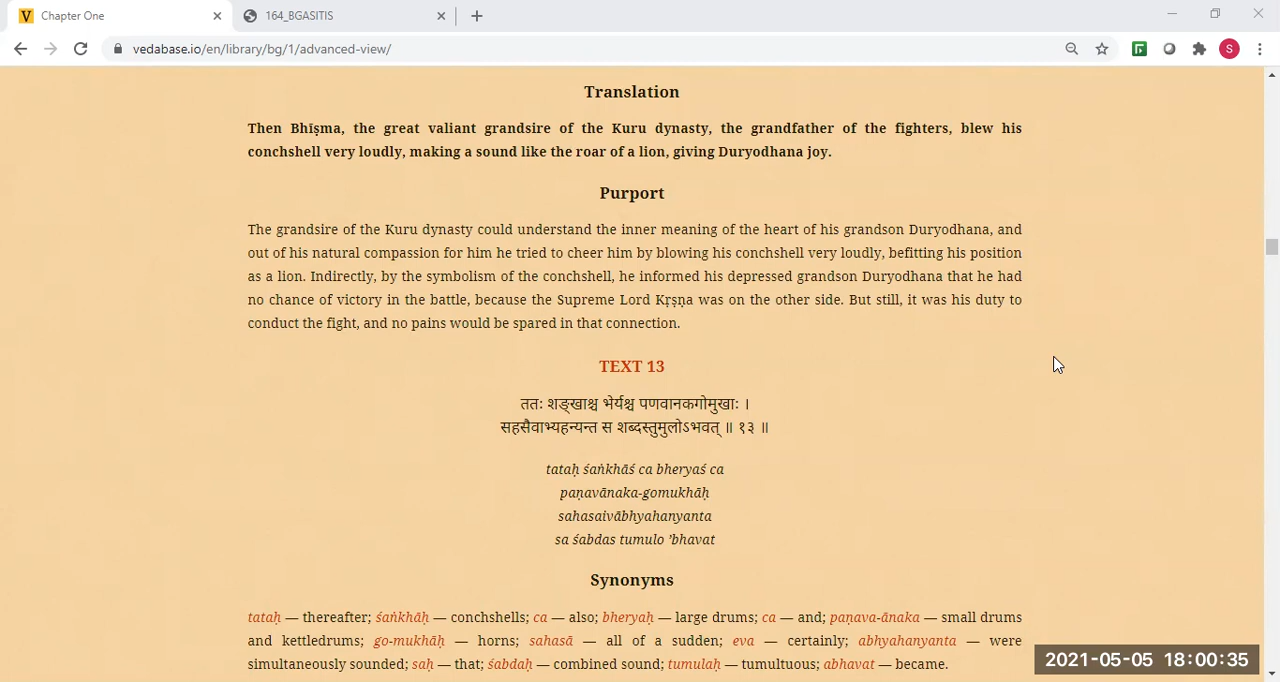 Chapter One
164_BGASITIS
vedabase.io/en/library/bg/1/advanced-view/
S
Translation
Then Bhīṣma, the great valiant grandsire of the Kuru dynasty, the grandfather of the fighters, blew his
conchshell very loudly, making a sound like the roar of a lion, giving Duryodhana joy.
Purport
The grandsire of the Kuru dynasty could understand the inner meaning of the heart of his grandson Duryodhana, and
out of his natural compassion for him he tried to cheer him by blowing his conchshell very loudly, befitting his position
as a lion. Indirectly, by the symbolism of the conchshell, he informed his depressed grandson Duryodhana that he had
no chance of victory in the battle, because the Supreme Lord Kṛṣṇa was on the other side. But still, it was his duty to
conduct the fight, and no pains would be spared in that connection.
TEXT 13
ततः शङ्खाश्च भेर्यश्च पणवानकगोमुखाः ।
सहसैवाभ्यहन्यन्त स शब्दस्तुमुलोऽभवत् ॥ १३ ॥
tataḥ śaṅkhāś ca bheryaś ca
paṇavānaka-gomukhāḥ
sahasaivābhyahanyanta
sa śabdas tumulo ’bhavat
Synonyms
tataḥ — thereafter; śaṅkhāḥ — conchshells; ca — also; bheryaḥ — large drums; ca — and; paṇava-ānaka — small drums
and kettledrums; go-mukhāḥ — horns; sahasā — all of a sudden; eva — certainly; abhyahanyanta — were
simultaneously sounded; saḥ — that; śabdaḥ — combined sound; tumulaḥ — tumultuous; abhavat — became.
2021-05-05 18:00:35